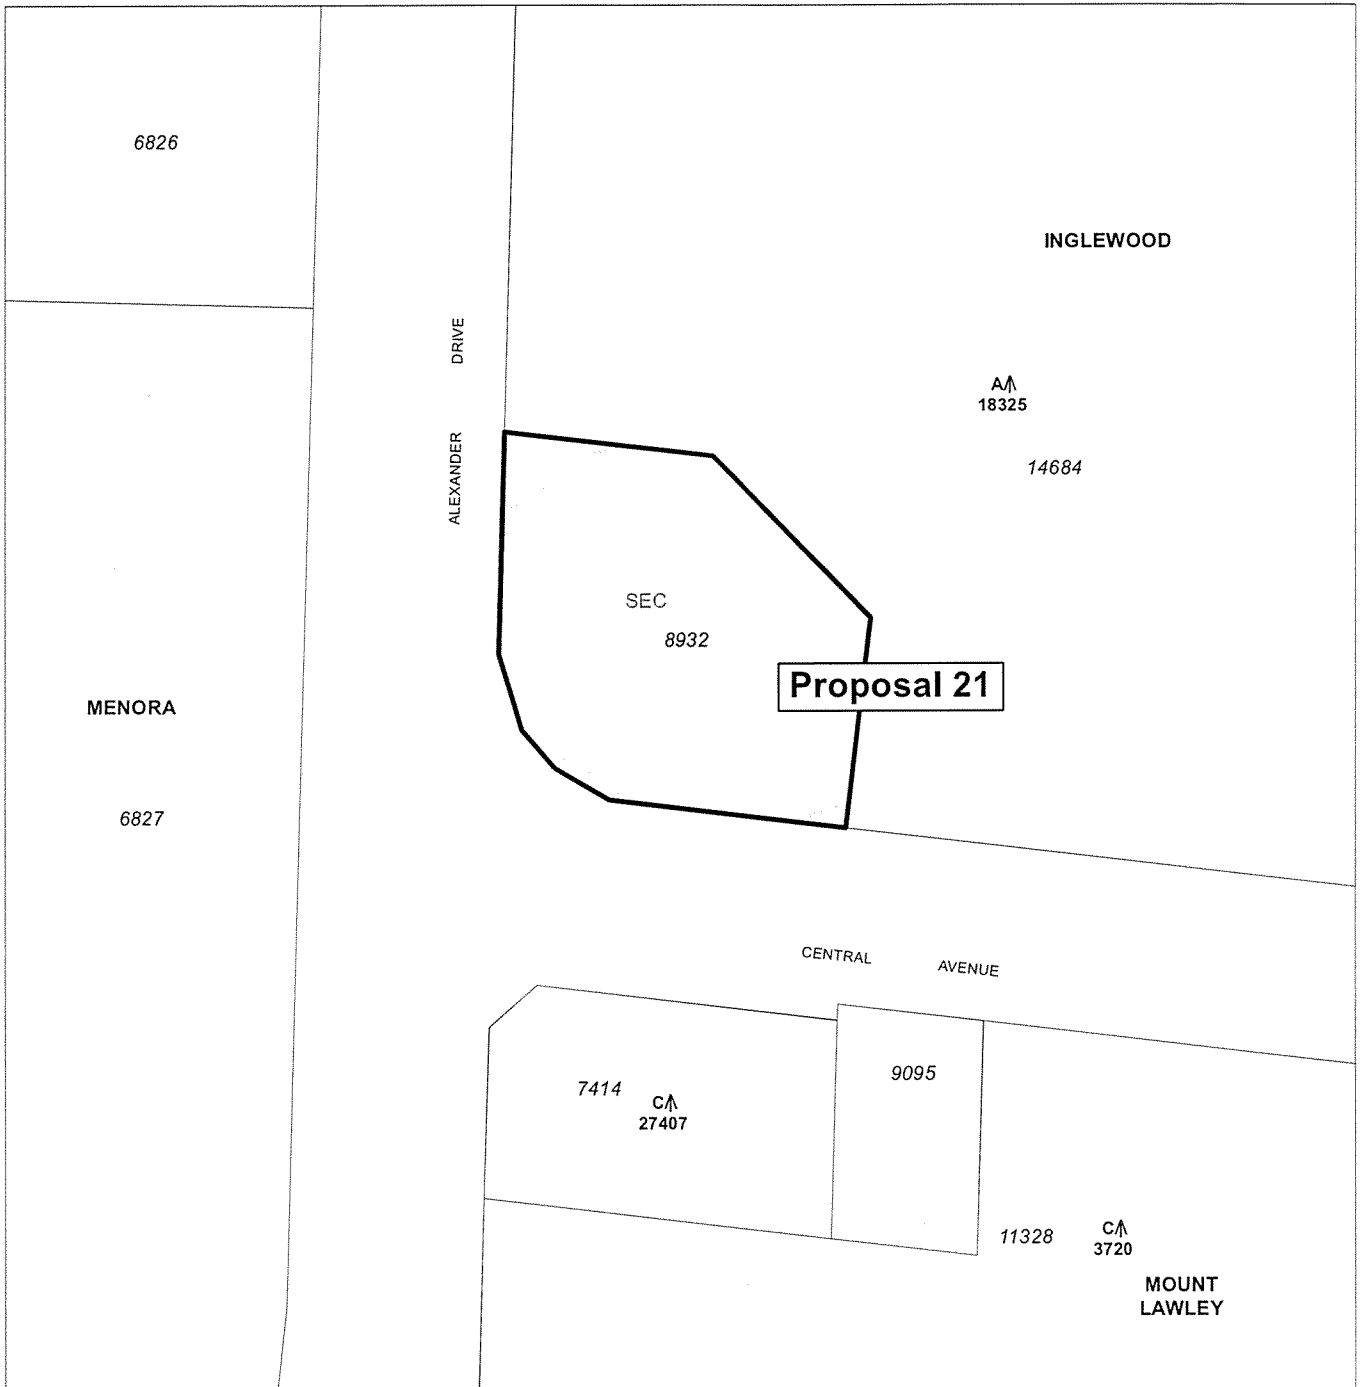 6826
INGLEWOOD
DRIVE
A
18325
ALEXANDER
14684
SEC
8932
Proposal 21
MENORA
6827
CENTRAL AVENUE
9095
7414
C
27407
11328
C
3720
MOUNT
LAWLEY